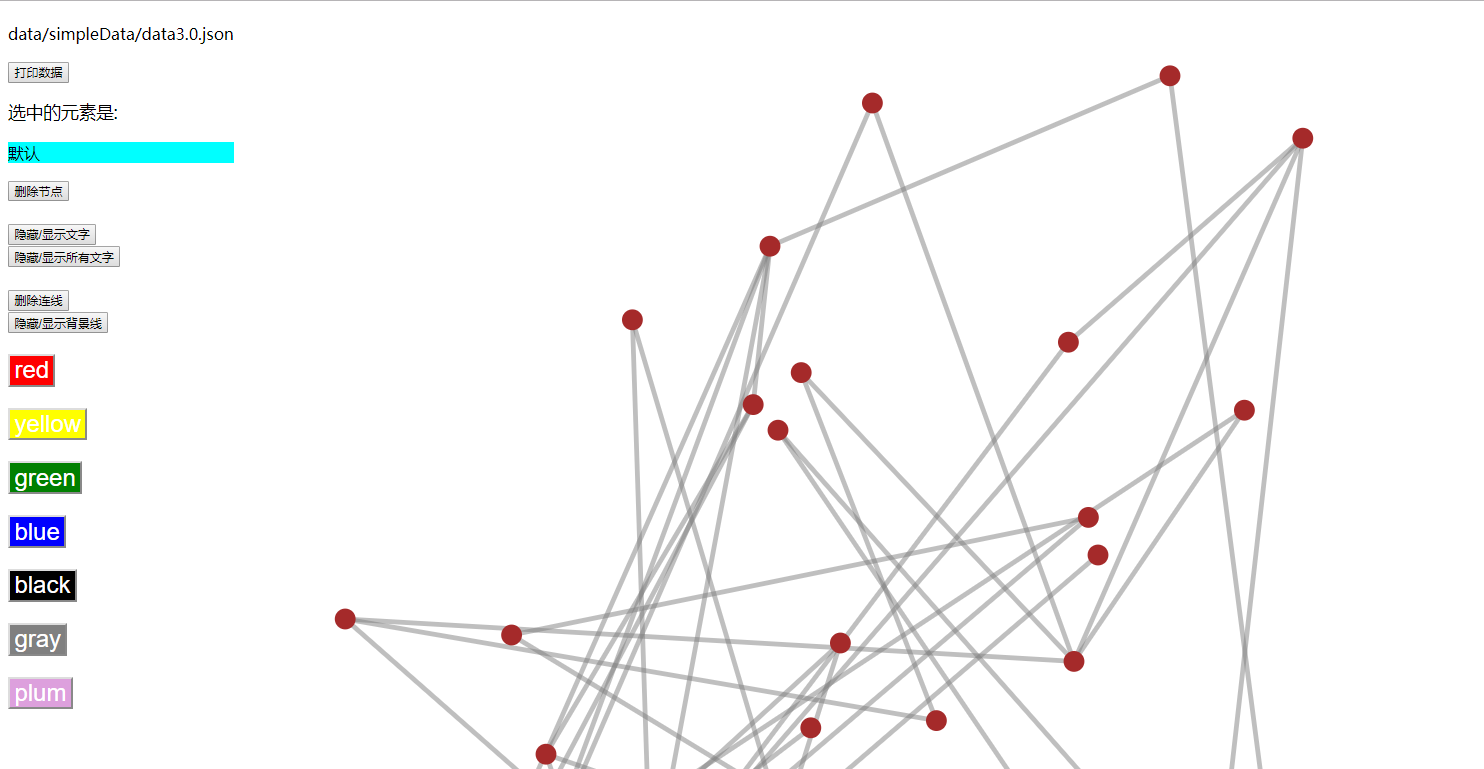 data/simpleData/data3.0.json
打印数据
选中的元素是:
默认
删除节点
隐藏/显示文字
隐藏/显示所有文字
删除连线
隐藏/显示背景线
red
yellow
green
blue
black
gray
plum